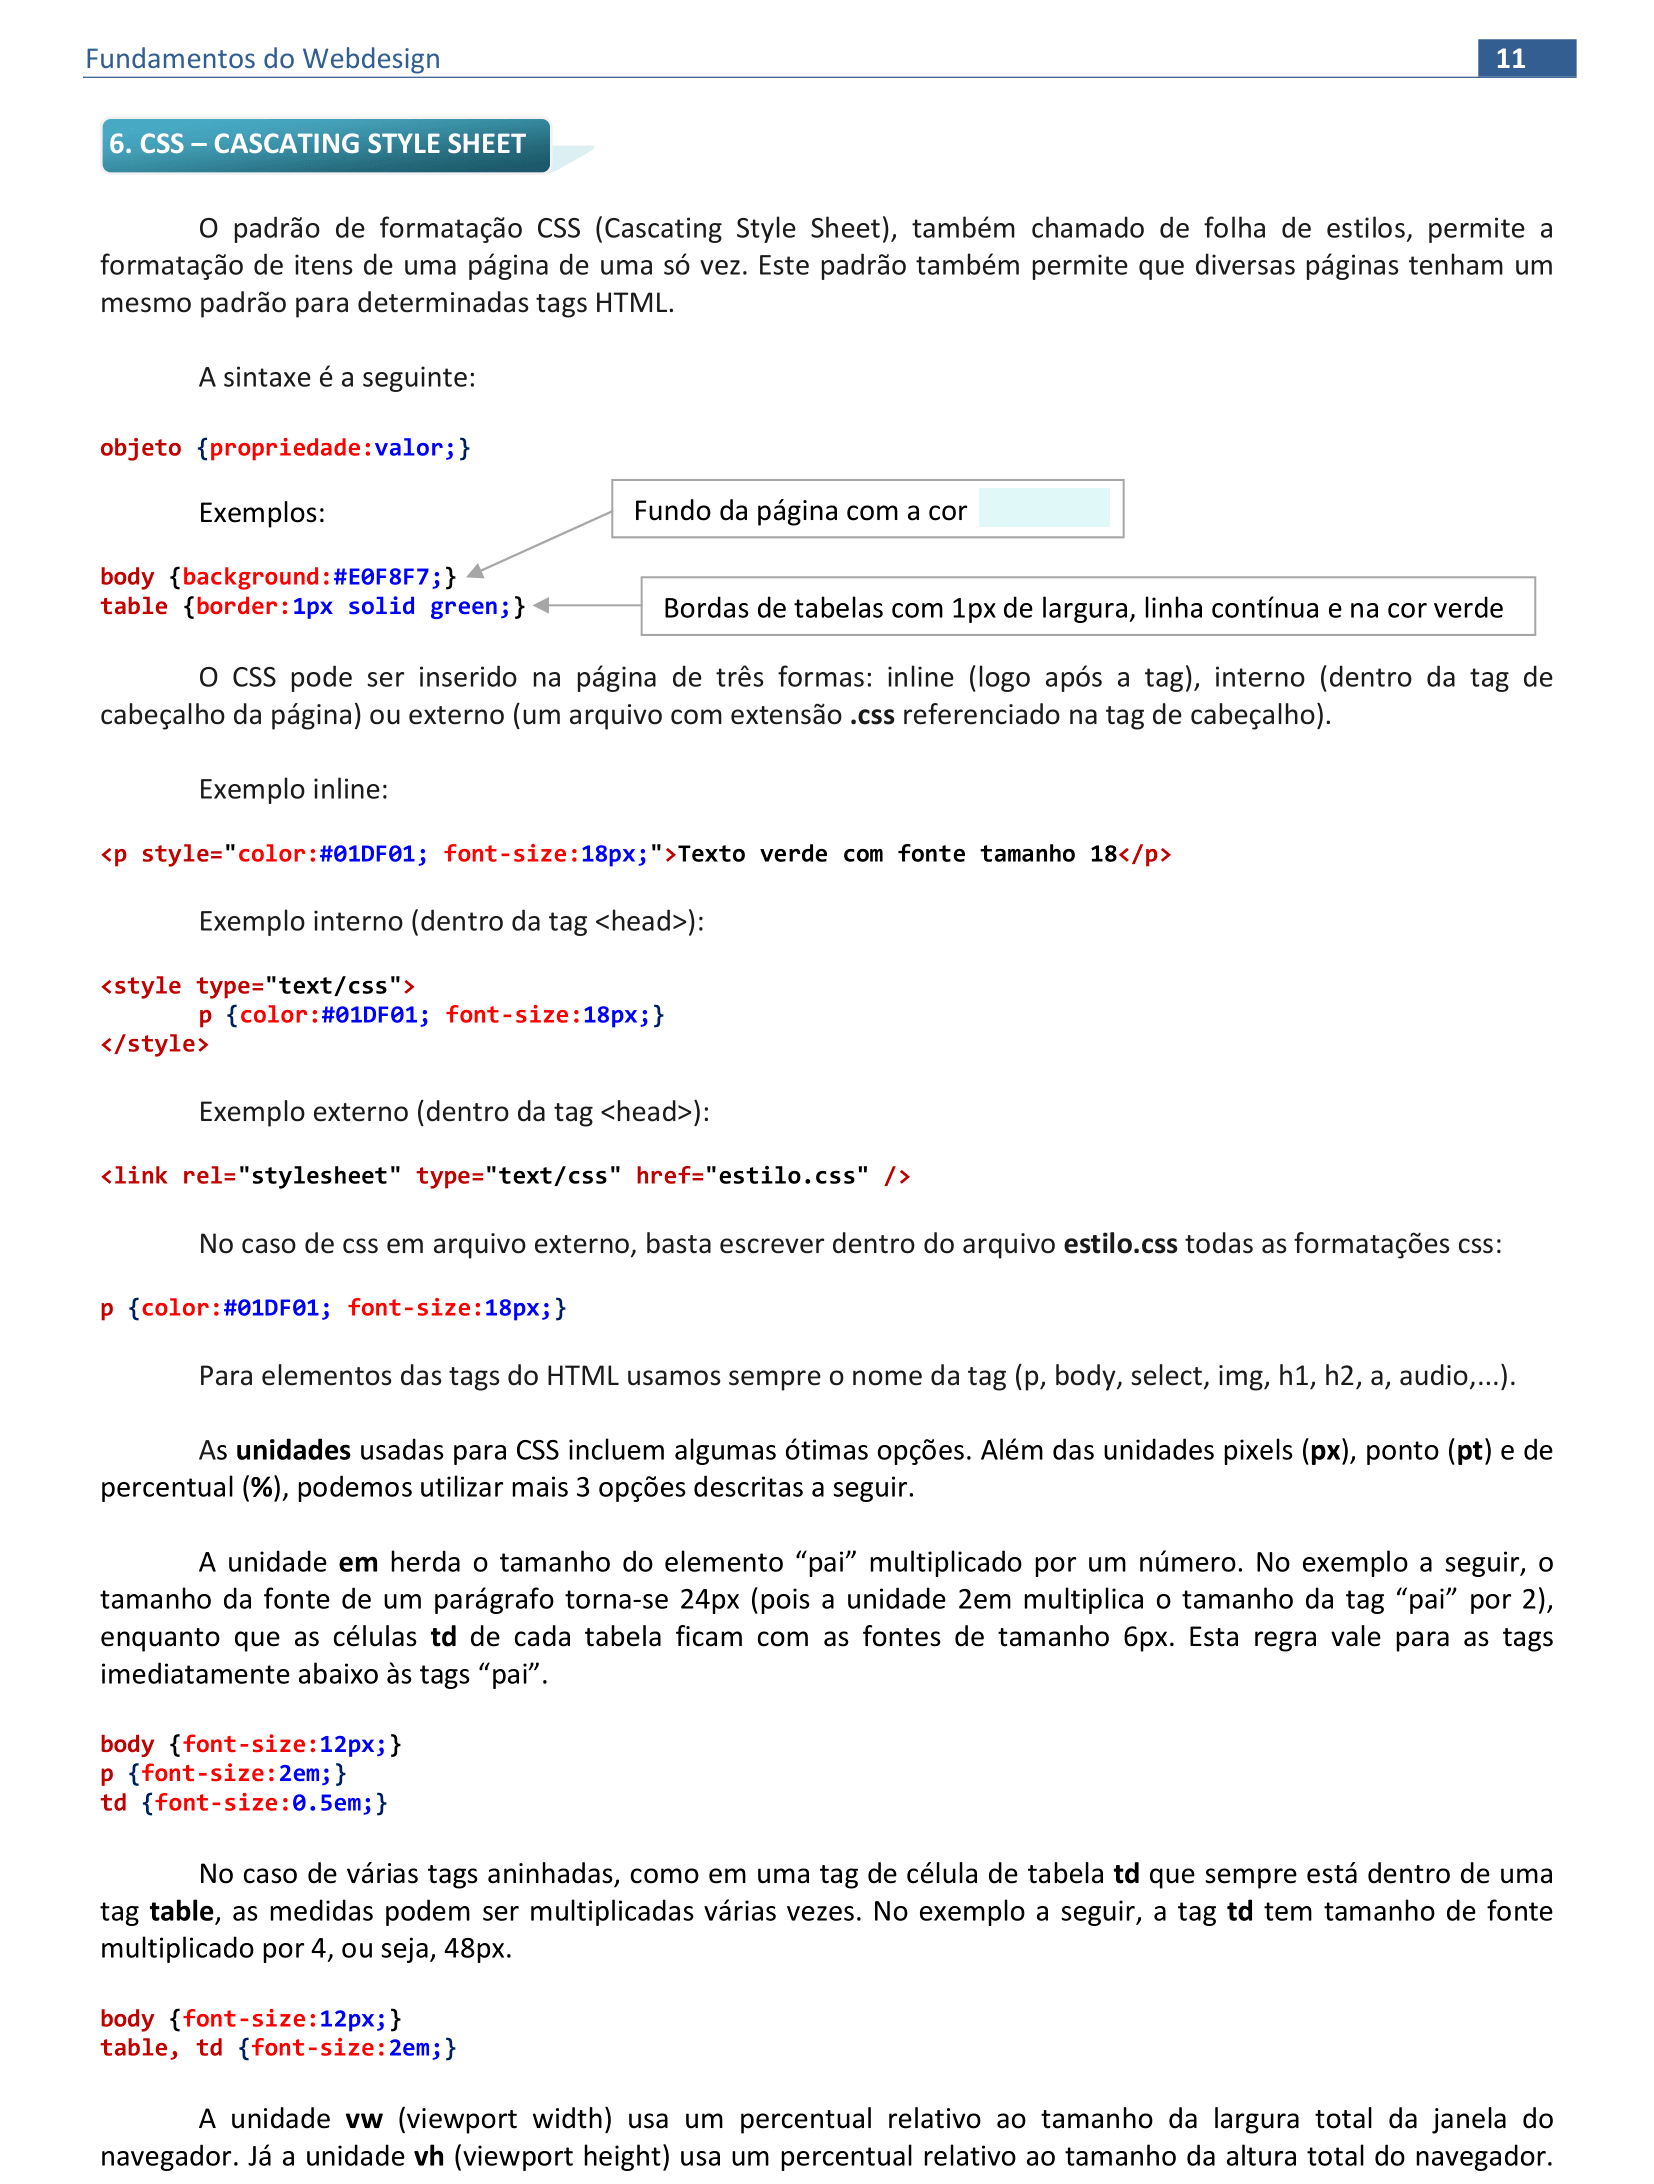 Fundamentos do Webdesign 11
6. CSS – CASCATING STYLE SHEET
O padrão de formatação CSS (Cascating Style Sheet), também chamado de folha de estilos, permite a
formatação de itens de uma página de uma só vez. Este padrão também permite que diversas páginas tenham um
mesmo padrão para determinadas tags HTML.
A sintaxe é a seguinte:
objeto {propriedade:valor;}
Exemplos:
Fundo da página com a cor
body {background:#E0F8F7;}
table {border:1px solid green;}
Bordas de tabelas com 1px de largura, linha contínua e na cor verde
O CSS pode ser inserido na página de três formas: inline (logo após a tag), interno (dentro da tag de
cabeçalho da página) ou externo (um arquivo com extensão .css referenciado na tag de cabeçalho).
Exemplo inline:
<p style="color:#01DF01; font-size:18px;">Texto verde com fonte tamanho 18</p>
Exemplo interno (dentro da tag <head>):
<style type="text/css">
p {color:#01DF01; font-size:18px;}
</style>
Exemplo externo (dentro da tag <head>):
<link rel="stylesheet" type="text/css" href="estilo.css" />
No caso de css em arquivo externo, basta escrever dentro do arquivo estilo.css todas as formatações css:
p {color:#01DF01; font-size:18px;}
Para elementos das tags do HTML usamos sempre o nome da tag (p, body, select, img, h1, h2, a, audio,...).
As unidades usadas para CSS incluem algumas ótimas opções. Além das unidades pixels (px), ponto (pt) e de
percentual (%), podemos utilizar mais 3 opções descritas a seguir.
A unidade em herda o tamanho do elemento “pai” multiplicado por um número. No exemplo a seguir, o
tamanho da fonte de um parágrafo torna-se 24px (pois a unidade 2em multiplica o tamanho da tag “pai” por 2),
enquanto que as células td de cada tabela ficam com as fontes de tamanho 6px. Esta regra vale para as tags
imediatamente abaixo às tags “pai”.
body {font-size:12px;}
p {font-size:2em;}
td {font-size:0.5em;}
No caso de várias tags aninhadas, como em uma tag de célula de tabela td que sempre está dentro de uma
tag table, as medidas podem ser multiplicadas várias vezes. No exemplo a seguir, a tag td tem tamanho de fonte
multiplicado por 4, ou seja, 48px.
body {font-size:12px;}
table, td {font-size:2em;}
A unidade vw (viewport width) usa um percentual relativo ao tamanho da largura total da janela do
navegador. Já a unidade vh (viewport height) usa um percentual relativo ao tamanho da altura total do navegador.